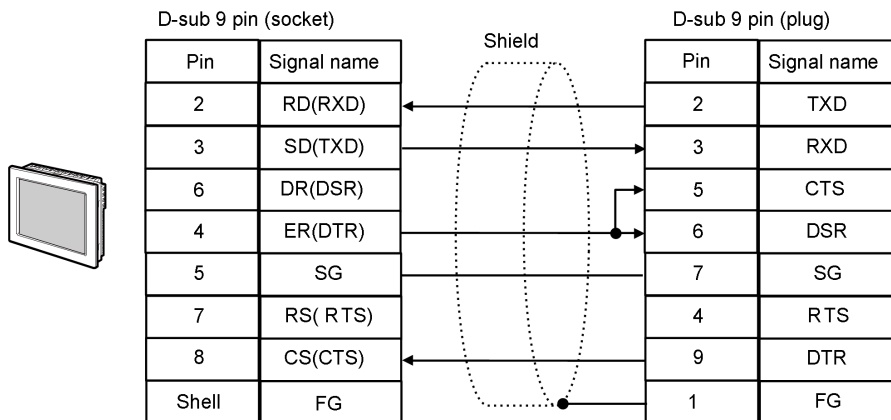 D-sub 9 pin (socket) D-sub 9 pin (plug)
Shield
Pin Signal name Pin Signal name
2 RD(RXD) 2 TXD
3 SD(TXD) 3 RXD
6 DR(DSR) 5 CTS
4 ER(DTR) 6 DSR
5 SG 7 SG
7 RS( RTS) 4 RTS
8 CS(CTS) 9 DTR
Shell FG 1 FG